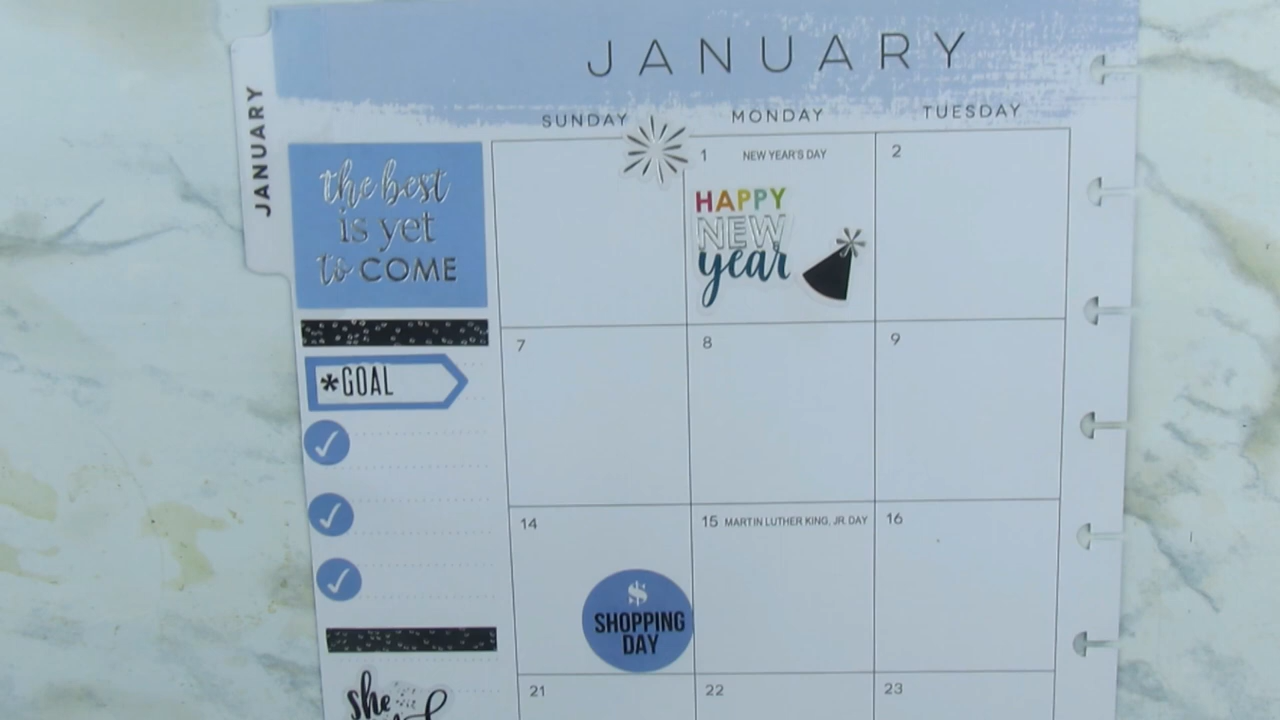 JANUARY
JANUARY
SUNDAY MONDAY TUESDAY
the best
is yet
to COME
1 NEW YEAR'S DAY 2
HAPPY
NEW
year
*GOAL
7 8 9
14 15 MARTIN LUTHER KING, JR. DAY 16
$
SHOPPING
DAY
21 22 23
she